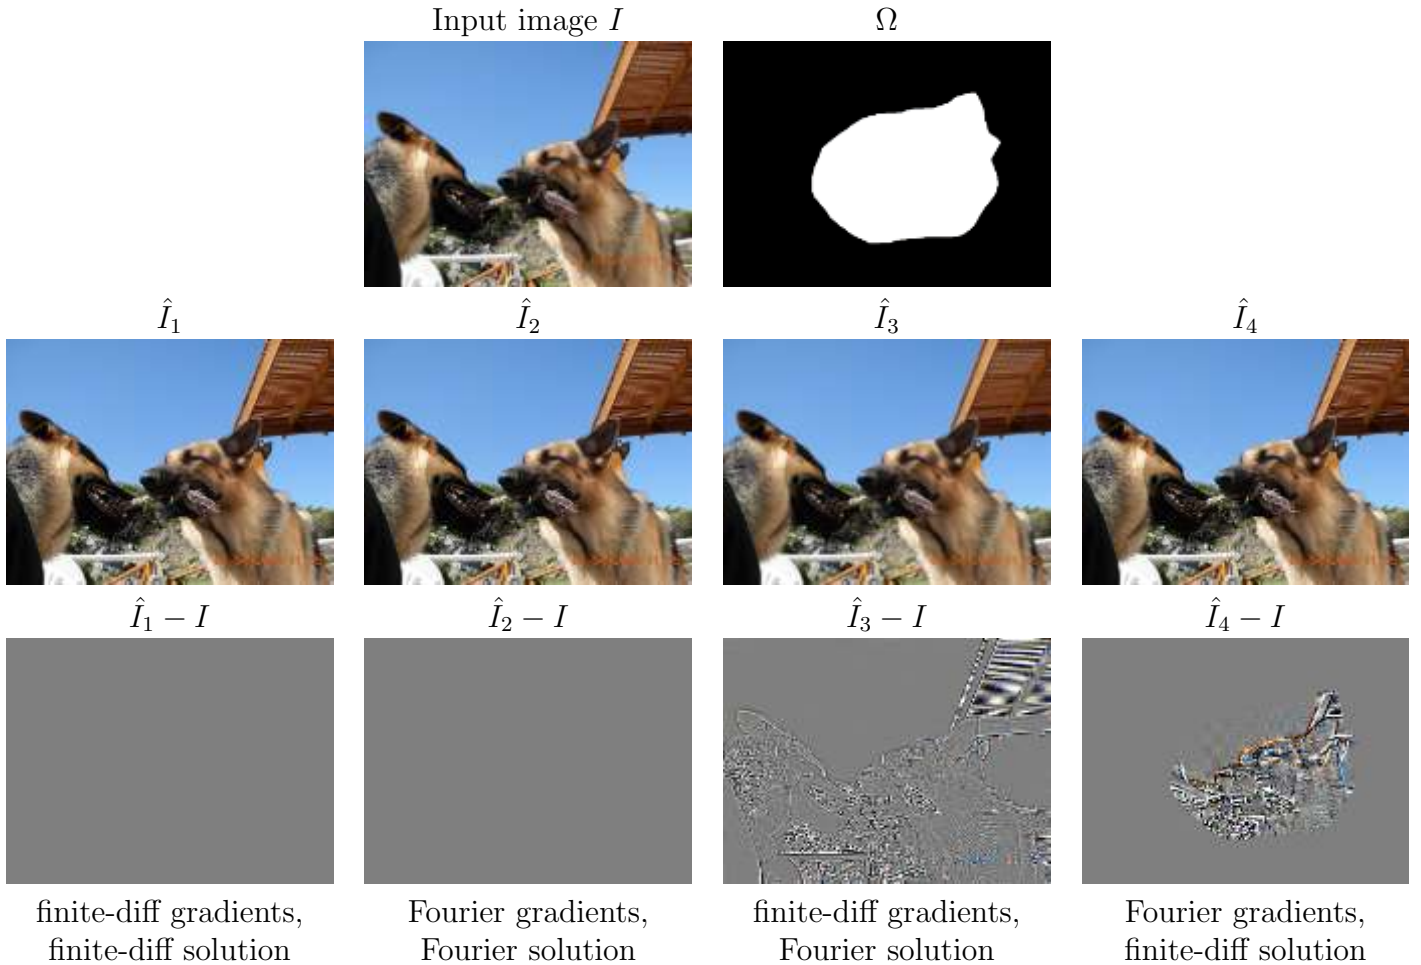 Input image I
Ω
Î₁
Î₂
Î₃
Î₄
Î₁ − I
Î₂ − I
Î₃ − I
Î₄ − I
finite-diff gradients,
finite-diff solution
Fourier gradients,
Fourier solution
finite-diff gradients,
Fourier solution
Fourier gradients,
finite-diff solution